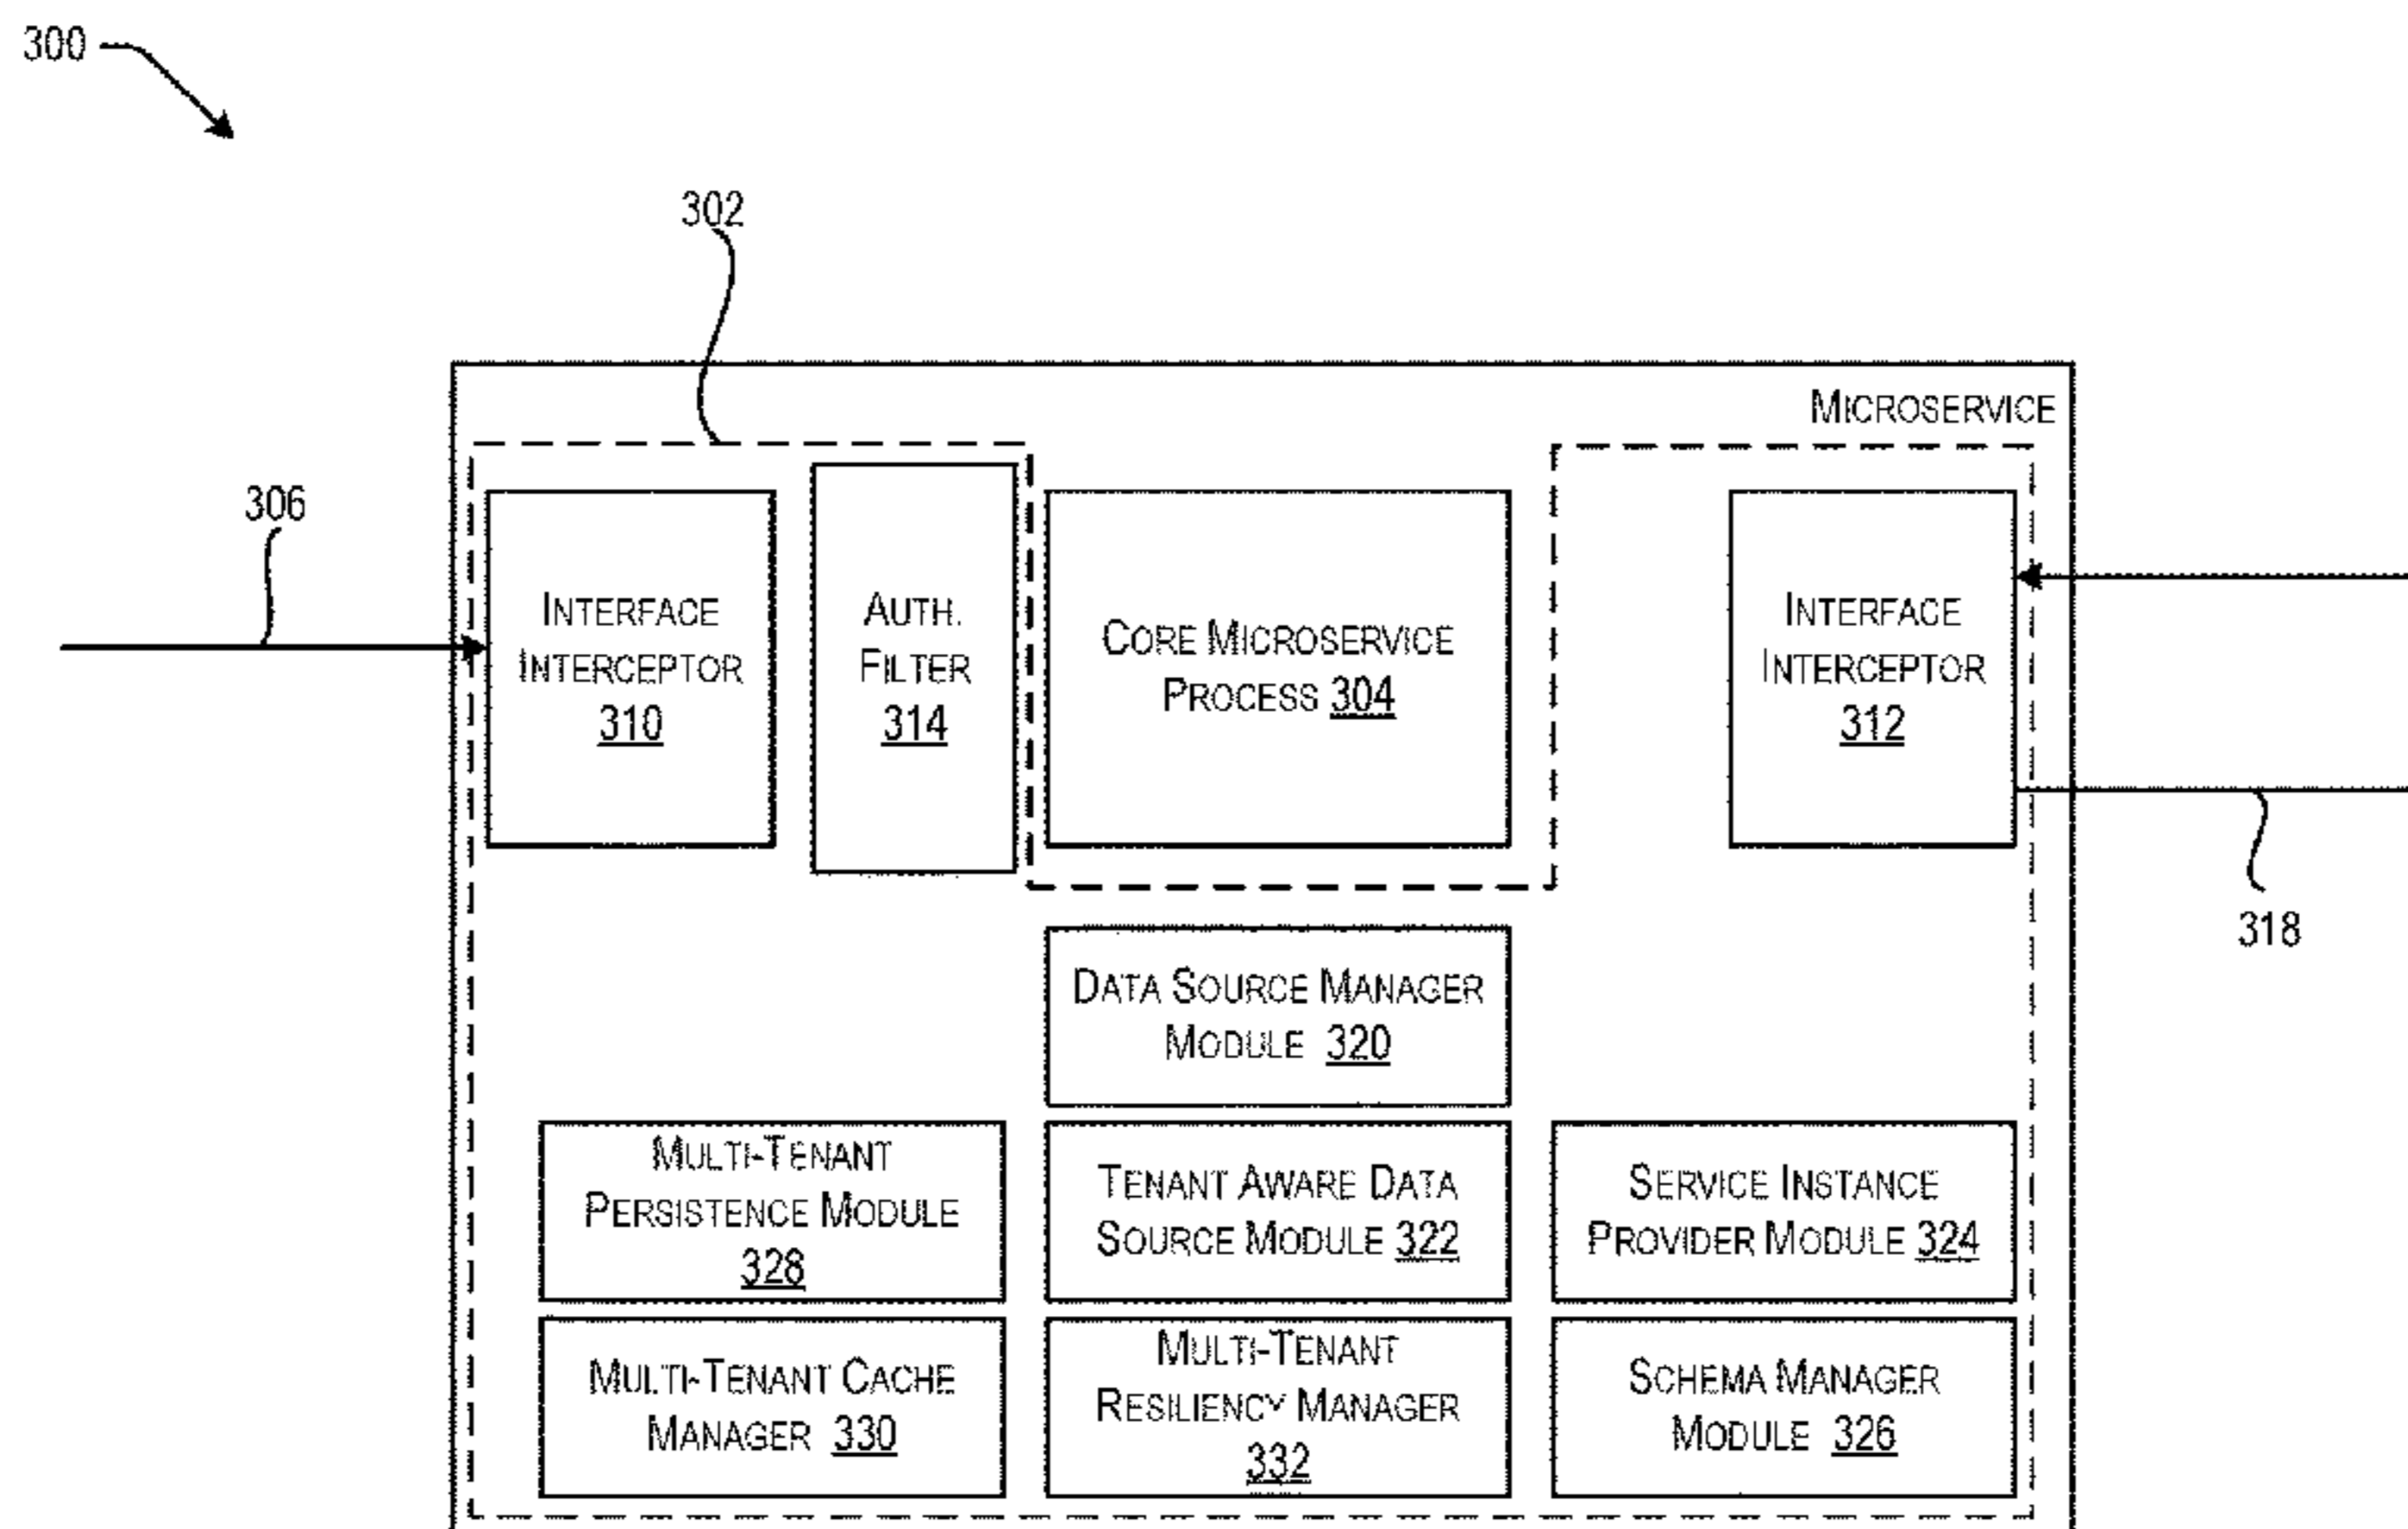 300
302
MICROSERVICE
306
INTERFACE
INTERCEPTOR
310
AUTH.
FILTER
314
CORE MICROSERVICE
PROCESS 304
INTERFACE
INTERCEPTOR
312
318
DATA SOURCE MANAGER
MODULE 320
MULTI-TENANT
PERSISTENCE MODULE
328
TENANT AWARE DATA
SOURCE MODULE 322
SERVICE INSTANCE
PROVIDER MODULE 324
MULTI-TENANT CACHE
MANAGER 330
MULTI-TENANT
RESILIENCY MANAGER
332
SCHEMA MANAGER
MODULE 326